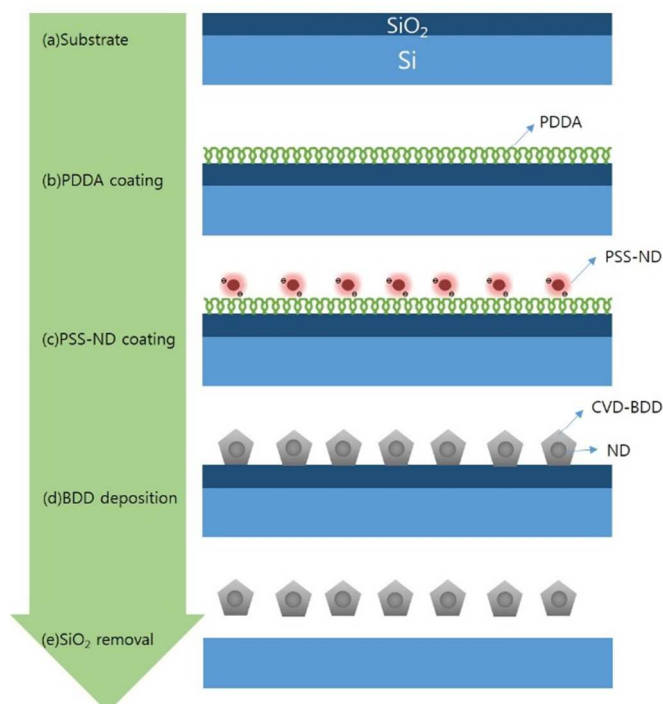 (a)Substrate
SiO₂
Si
PDDA
(b)PDDA coating
PSS-ND
(c)PSS-ND coating
CVD-BDD
ND
(d)BDD deposition
(e)SiO₂ removal